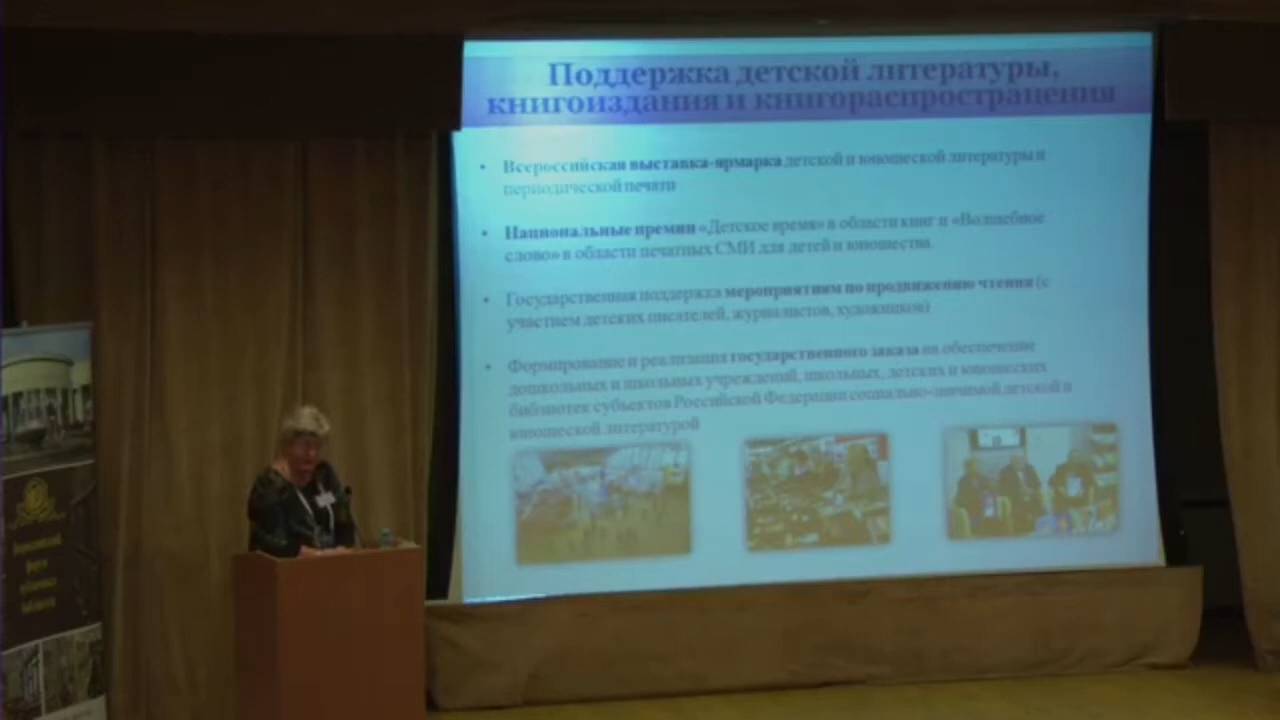 Поддержка детской литературы,
книгоиздания и книгораспространения
• Всероссийская выставка-ярмарка детской и юношеской литературы и
периодической печати
• Национальные премии «Детское время» в области книг и «Волшебное
слово» в области печатных СМИ для детей и юношества
• Государственная поддержка мероприятиям по продвижению чтения (с
участием детских писателей, журналистов, художников)
• Формирование и реализация государственного заказа на обеспечение
дошкольных и школьных учреждений, школьных, детских и юношеских
библиотек субъектов Российской Федерации социально-значимой детской и
юношеской литературой